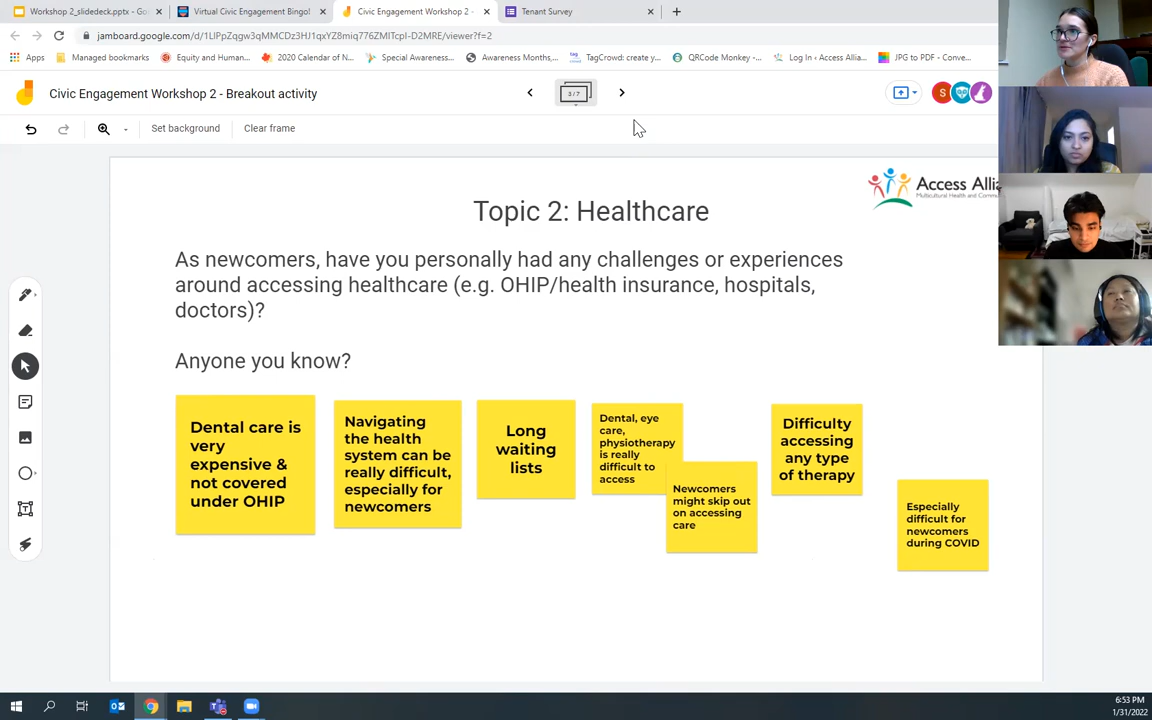 Workshop 2_slidedeck.pptx - Go
Virtual Civic Engagement Bingo!
Civic Engagement Workshop 2 -
Tenant Survey
jamboard.google.com/d/1LlPpZqgw3qMMCDz3HJ1qxYZ8miq776ZMITcpI-D2MRE/viewer?f=2
Apps
Managed bookmarks
Equity and Human...
2020 Calendar of N...
Special Awareness...
Awareness Months,...
tag
TagCrowd: create y...
QRCode Monkey -...
Log In ‹ Access Allia...
JPG to PDF - Conve...
Civic Engagement Workshop 2 - Breakout activity
3/7
S
Set background
Clear frame
Access Allia
Topic 2: Healthcare
As newcomers, have you personally had any challenges or experiences
around accessing healthcare (e.g. OHIP/health insurance, hospitals,
doctors)?
Anyone you know?
Dental care is
very
expensive &
not covered
under OHIP
Navigating
the health
system can be
really difficult,
especially for
newcomers
Long
waiting
lists
Dental, eye
care,
physiotherapy
is really
difficult to
access
Newcomers
might skip out
on accessing
care
Difficulty
accessing
any type
of therapy
Especially
difficult for
newcomers
during COVID
6:53 PM
1/31/2022